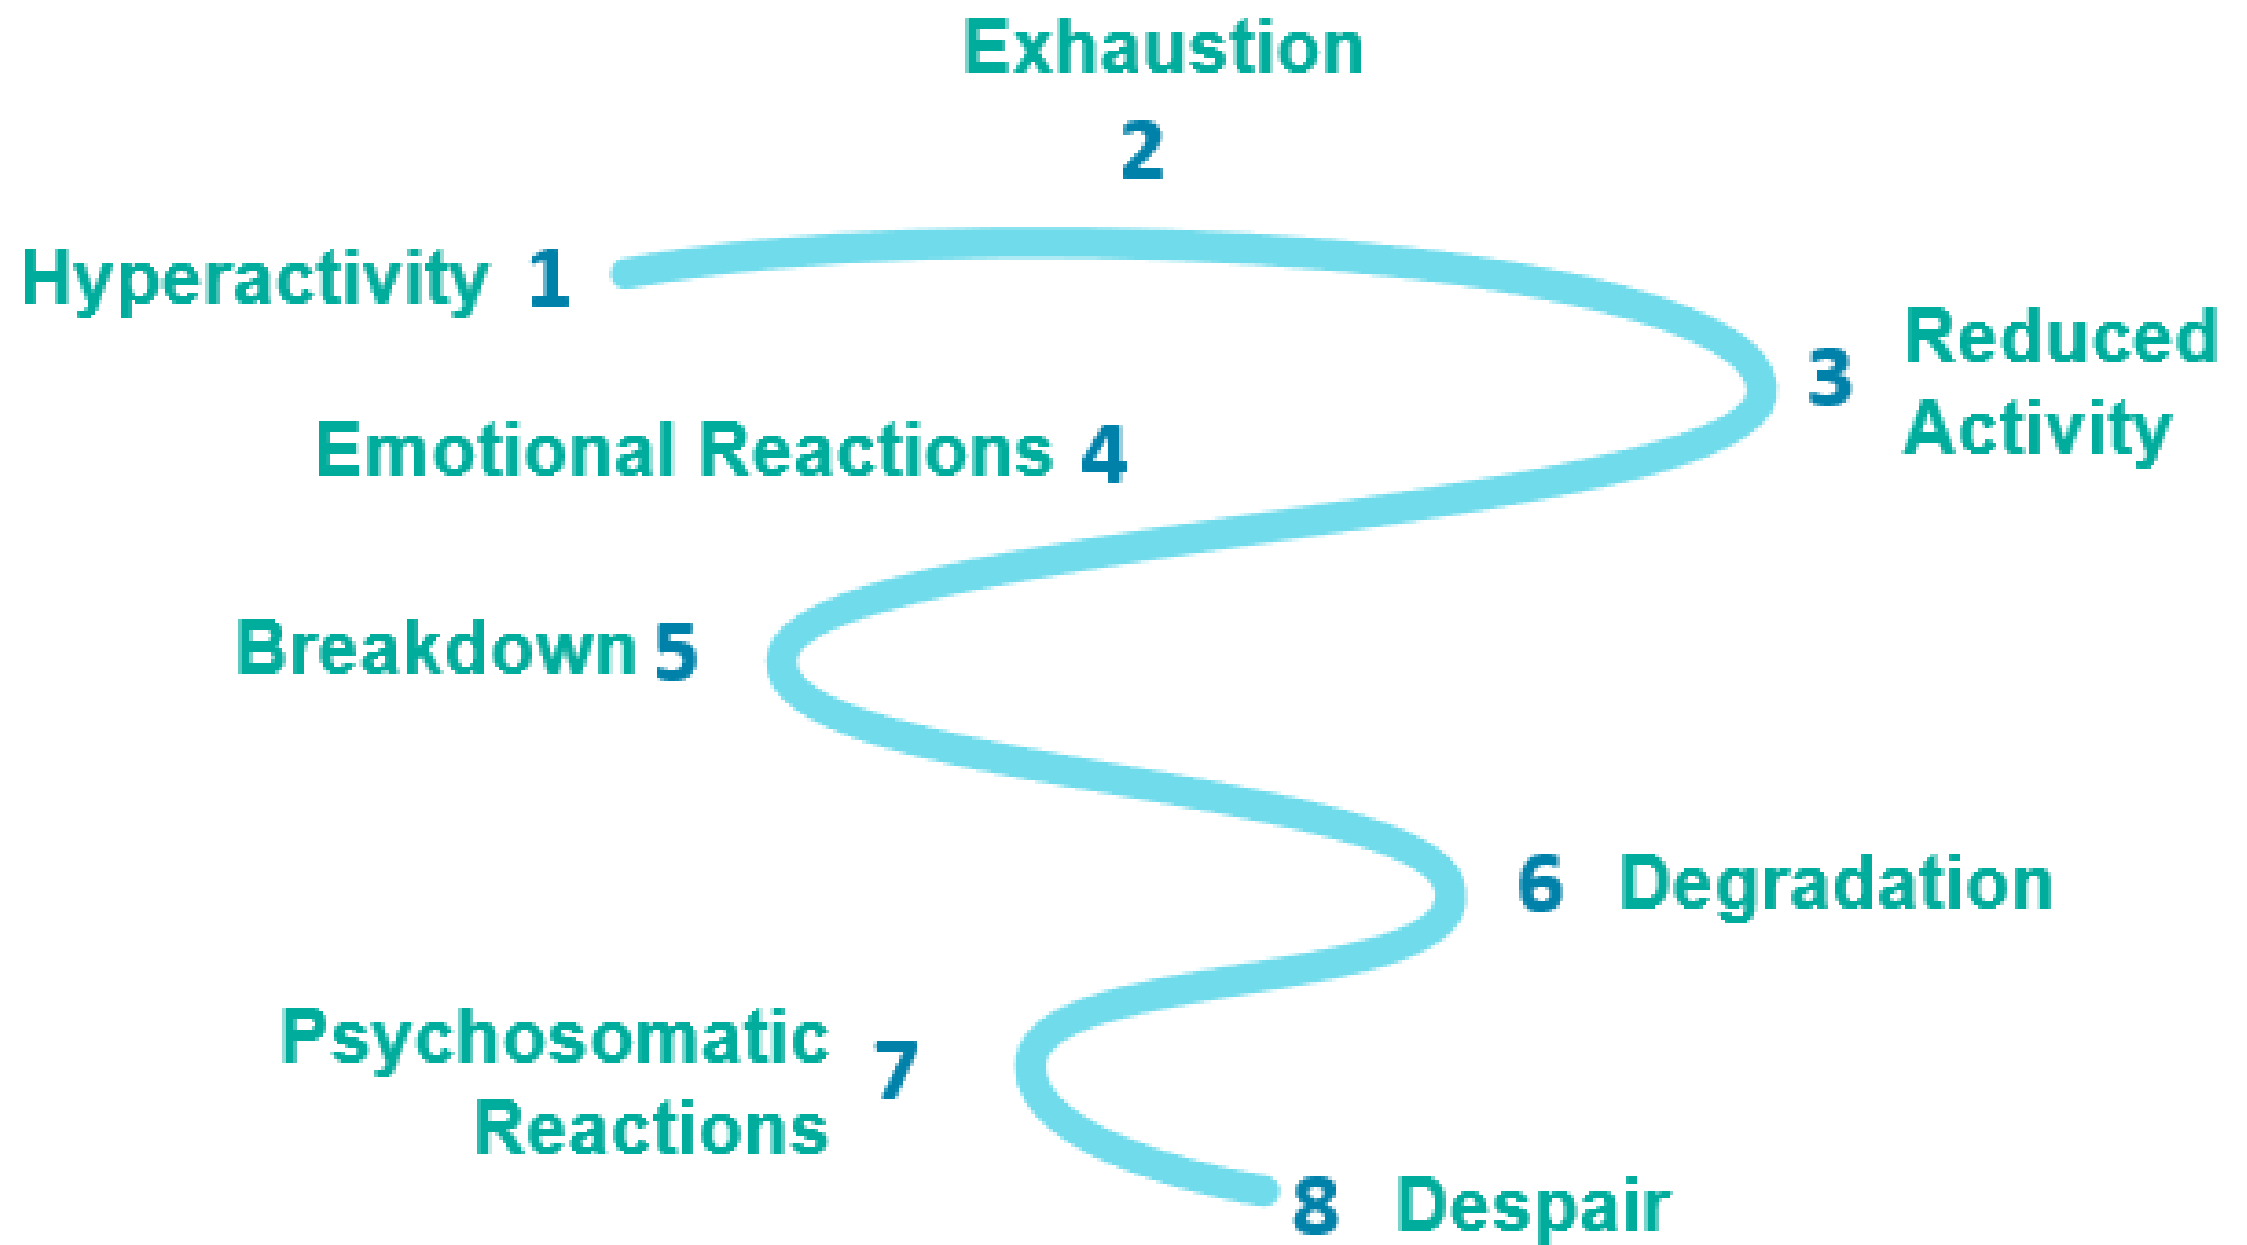 Exhaustion
2
Hyperactivity 1
3 Reduced
Activity
Emotional Reactions 4
Breakdown 5
6 Degradation
Psychosomatic
Reactions 7
8 Despair